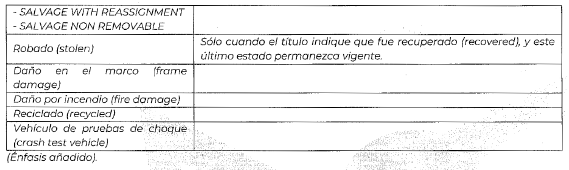 - SALVAGE WITH REASSIGNMENT
- SALVAGE NON REMOVABLE
Robado (stolen)
Sólo cuando el título indique que fue recuperado (recovered), y este
último estado permanezca vigente.
Daño en el marco (frame
damage)
Daño por incendio (fire damage)
Reciclado (recycled)
Vehículo de pruebas de choque
(crash test vehicle)
(Énfasis añadido).